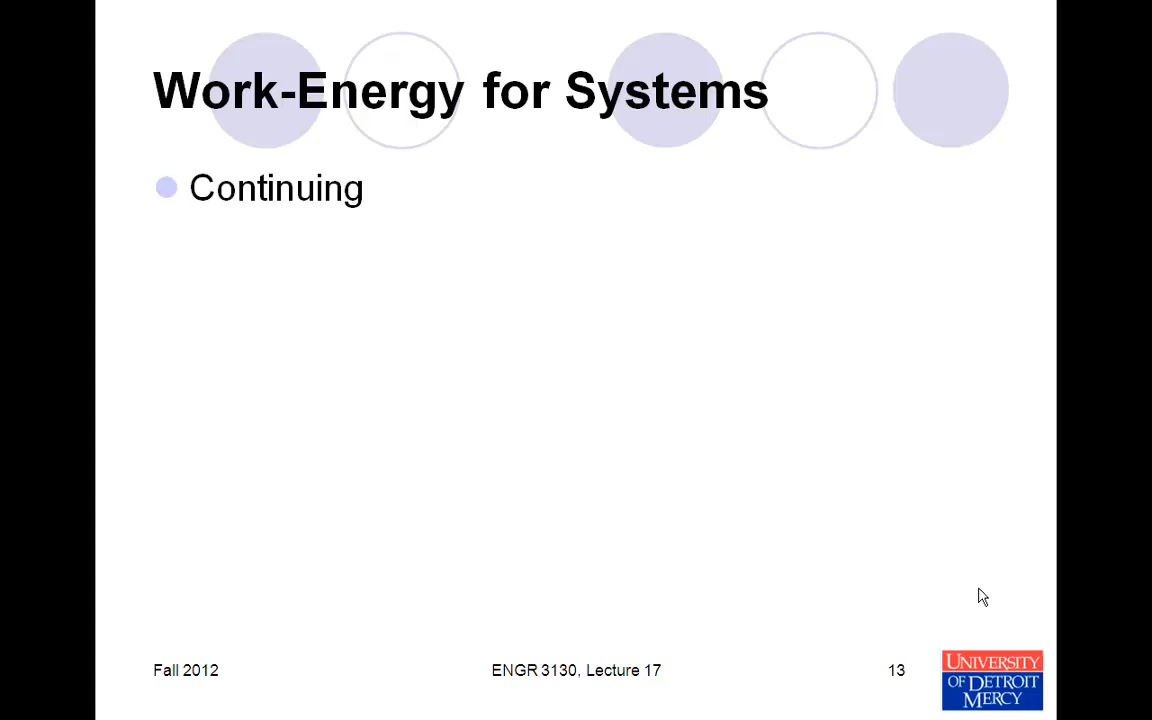 Work-Energy for Systems
Continuing
Fall 2012
ENGR 3130, Lecture 17
13
UNIVERSITY
OF DETROIT
MERCY